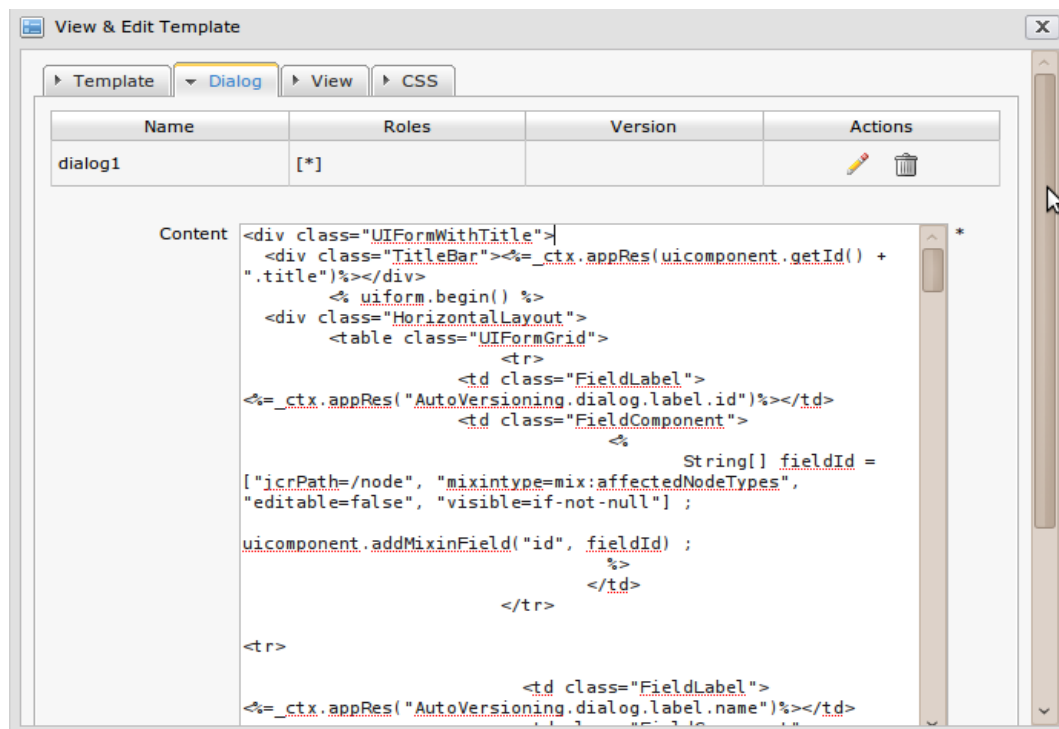 View & Edit Template
Template Dialog View CSS
Name Roles Version Actions
dialog1 [*]
Content *
<div class="UIFormWithTitle">
<div class="TitleBar"><%=_ctx.appRes(uicomponent.getId() +
".title")%></div>
<% uiform.begin() %>
<div class="HorizontalLayout">
<table class="UIFormGrid">
<tr>
<td class="FieldLabel">
<%=_ctx.appRes("AutoVersioning.dialog.label.id")%></td>
<td class="FieldComponent">
<%
String[] fieldId =
["jcrPath=/node", "mixintype=mix:affectedNodeTypes",
"editable=false", "visible=if-not-null"] ;
uicomponent.addMixinField("id", fieldId) ;
%>
</td>
</tr>
<tr>
<td class="FieldLabel">
<%=_ctx.appRes("AutoVersioning.dialog.label.name")%></td>